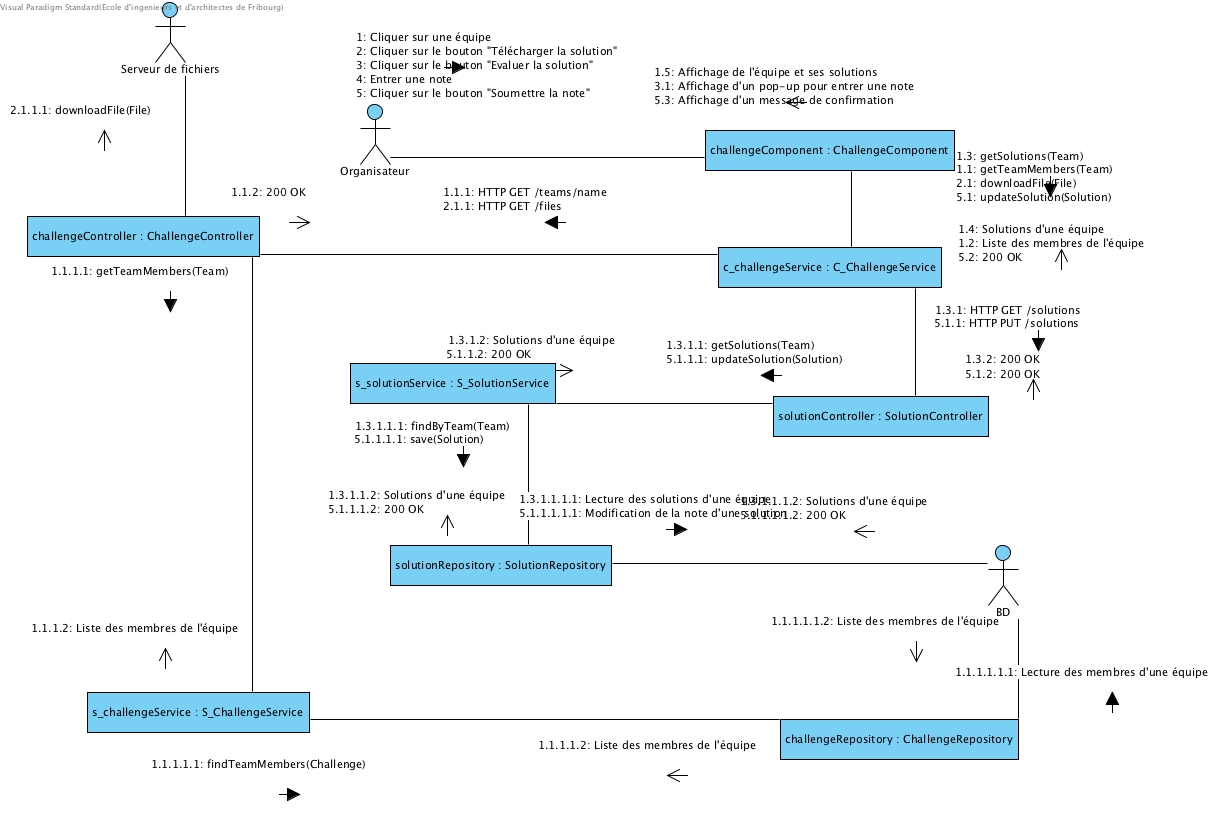 Visual Paradigm Standard(Ecole d'ingenieurs et d'architectes de Fribourg)
Serveur de fichiers
1: Cliquer sur une équipe
2: Cliquer sur le bouton "Télécharger la solution"
3: Cliquer sur le bouton "Evaluer la solution"
4: Entrer une note
5: Cliquer sur le bouton "Soumettre la note"
1.5: Affichage de l'équipe et ses solutions
3.1: Affichage d'un pop-up pour entrer une note
5.3: Affichage d'un message de confirmation
2.1.1.1: downloadFile(File)
Organisateur
challengeComponent : ChallengeComponent
1.3: getSolutions(Team)
1.1: getTeamMembers(Team)
2.1: downloadFile(File)
5.1: updateSolution(Solution)
1.1.2: 200 OK
1.1.1: HTTP GET /teams/name
2.1.1: HTTP GET /files
challengeController : ChallengeController
1.4: Solutions d'une équipe
1.2: Liste des membres de l'équipe
5.2: 200 OK
c_challengeService : C_ChallengeService
1.1.1.1: getTeamMembers(Team)
1.3.1: HTTP GET /solutions
5.1.1: HTTP PUT /solutions
1.3.1.2: Solutions d'une équipe
5.1.1.2: 200 OK
1.3.1.1: getSolutions(Team)
5.1.1.1: updateSolution(Solution)
1.3.2: 200 OK
5.1.2: 200 OK
s_solutionService : S_SolutionService
solutionController : SolutionController
1.3.1.1.1: findByTeam(Team)
5.1.1.1.1: save(Solution)
1.3.1.1.2: Solutions d'une équipe
5.1.1.1.2: 200 OK
1.3.1.1.1.1: Lecture des solutions d'une équipe
5.1.1.1.1.1: Modification de la note d'une solution
1.3.1.1.1.2: Solutions d'une équipe
5.1.1.1.1.2: 200 OK
solutionRepository : SolutionRepository
BD
1.1.1.1.1.2: Liste des membres de l'équipe
1.1.1.2: Liste des membres de l'équipe
1.1.1.1.1.1: Lecture des membres d'une équipe
s_challengeService : S_ChallengeService
challengeRepository : ChallengeRepository
1.1.1.1.2: Liste des membres de l'équipe
1.1.1.1.1: findTeamMembers(Challenge)